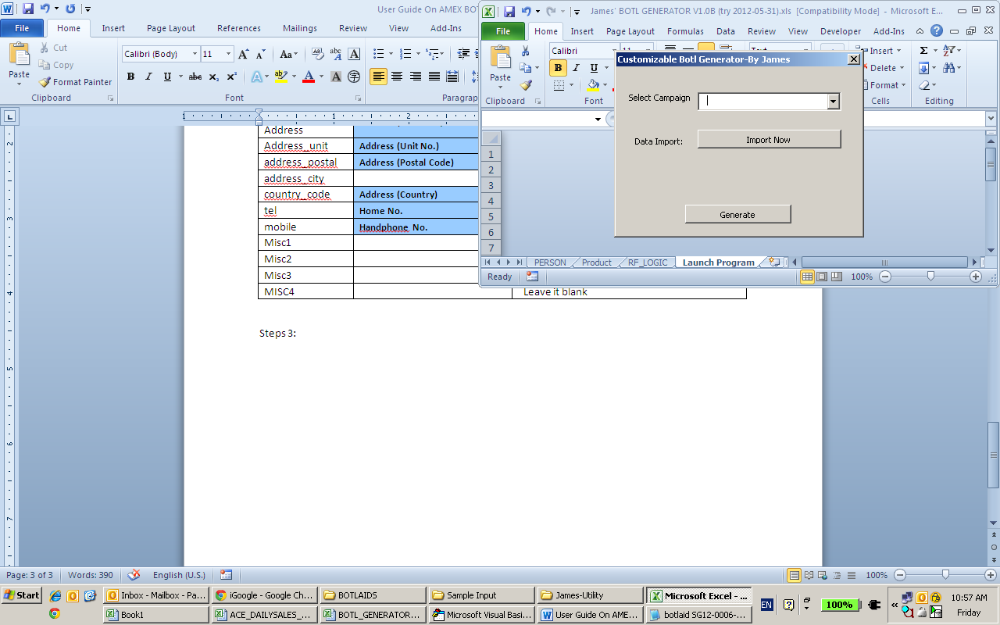 User Guide On AMEX BOT
File Home Insert Page Layout References Mailings Review View Add-Ins
Paste
Cut
Copy
Format Painter
Calibri (Body) 11
Clipboard Font Paragrap
Address
Address_unit Address (Unit No.)
address_postal Address (Postal Code)
address_city
country_code Address (Country)
tel Home No.
mobile Handphone No.
Misc1
Misc2
Misc3
MISC4 Leave it blank
Steps 3:
Page: 3 of 3 Words: 390 English (U.S.) 100%
James' BOTL GENERATOR V1.0B (try 2012-05-31).xls [Compatibility Mode] - Microsoft E...
File Home Insert Page Layout Formulas Data Review View Developer Add-Ins
Paste
Calibri 11
Insert
Delete
Format
Clipboard Font Cells Editing
Customizable Botl Generator-By James
Select Campaign
Data Import: Import Now
Generate
1
2
3
4
5
6
7
PERSON Product RF_LOGIC Launch Program
Ready 100%
Start Inbox - Mailbox - Pa... iGoogle - Google Ch... BOTLAIDS Sample Input James-Utility Microsoft Excel - ... EN 100% 10:57 AM
Book1 ACE_DAILYSALES_... BOTL_GENERATOR... Microsoft Visual Basi... User Guide On AME... botlaid SG12-0006-... Friday